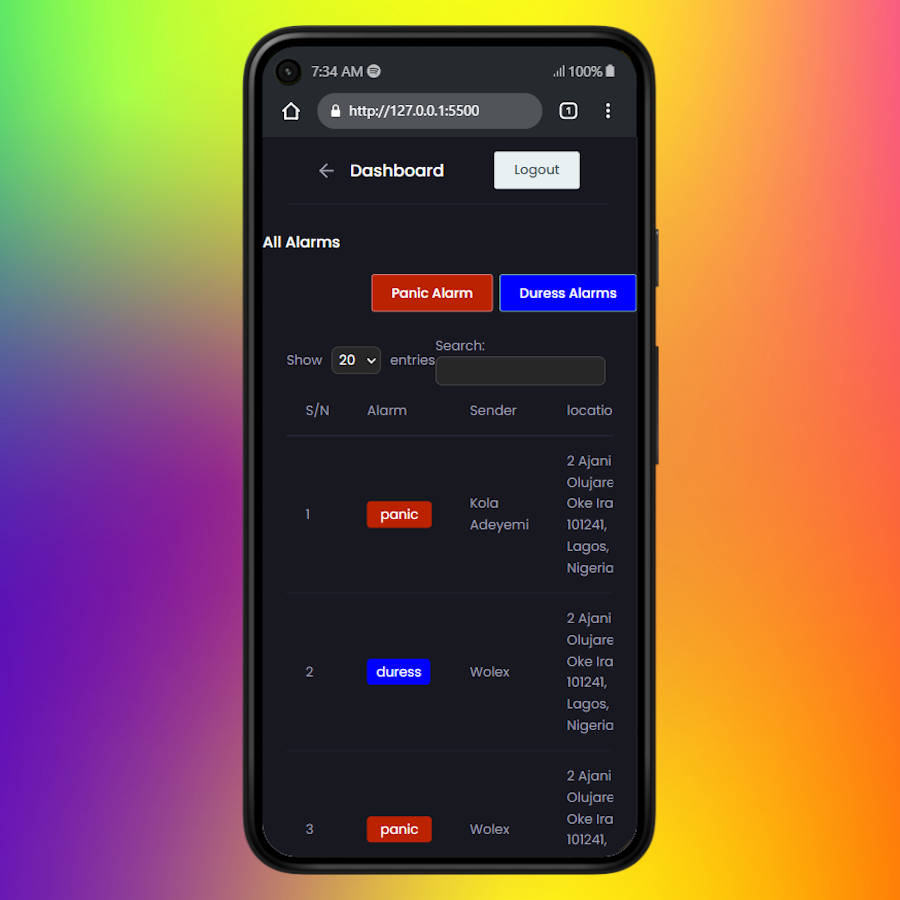 7:34 AM 100%
http://127.0.0.1:5500 1
Dashboard Logout
All Alarms
Panic Alarm Duress Alarms
Search:
Show 20 entries
S/N Alarm Sender locatio
2 Ajani
Olujare
Oke Ira
101241,
Lagos,
Nigeria
1 panic Kola
Adeyemi
2 Ajani
Olujare
Oke Ira
101241,
Lagos,
Nigeria
2 duress Wolex
2 Ajani
Olujare
Oke Ira
101241,
3 panic Wolex